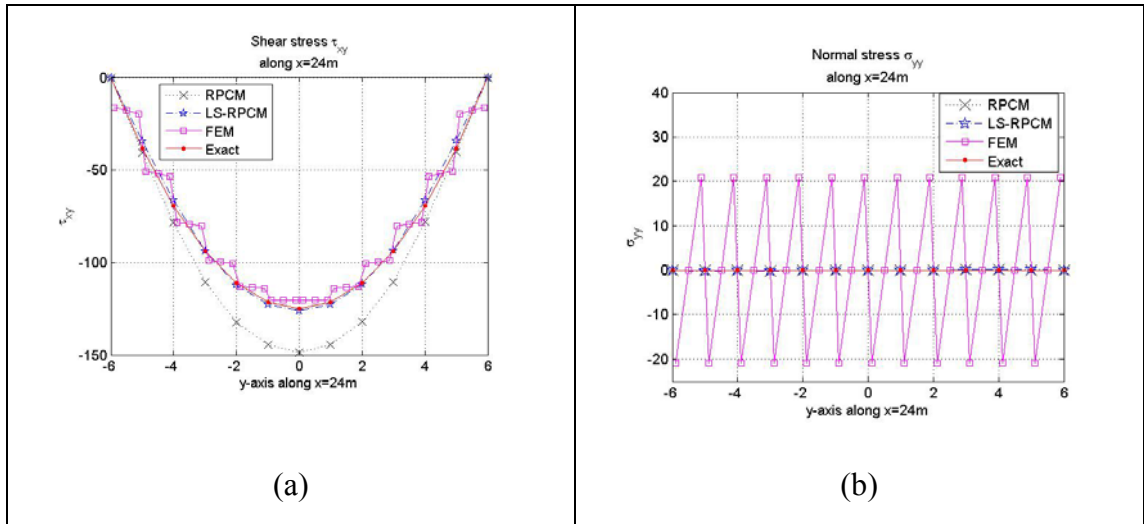 Shear stress τxy
along x=24m
0
-50
-100
-150
τxy
RPCM
LS-RPCM
FEM
Exact
-6 -4 -2 0 2 4 6
y-axis along x=24m
(a)
Normal stress σyy
along x=24m
40
30
20
10
0
-10
-20
σyy
RPCM
LS-RPCM
FEM
Exact
-6 -4 -2 0 2 4 6
y-axis along x=24m
(b)